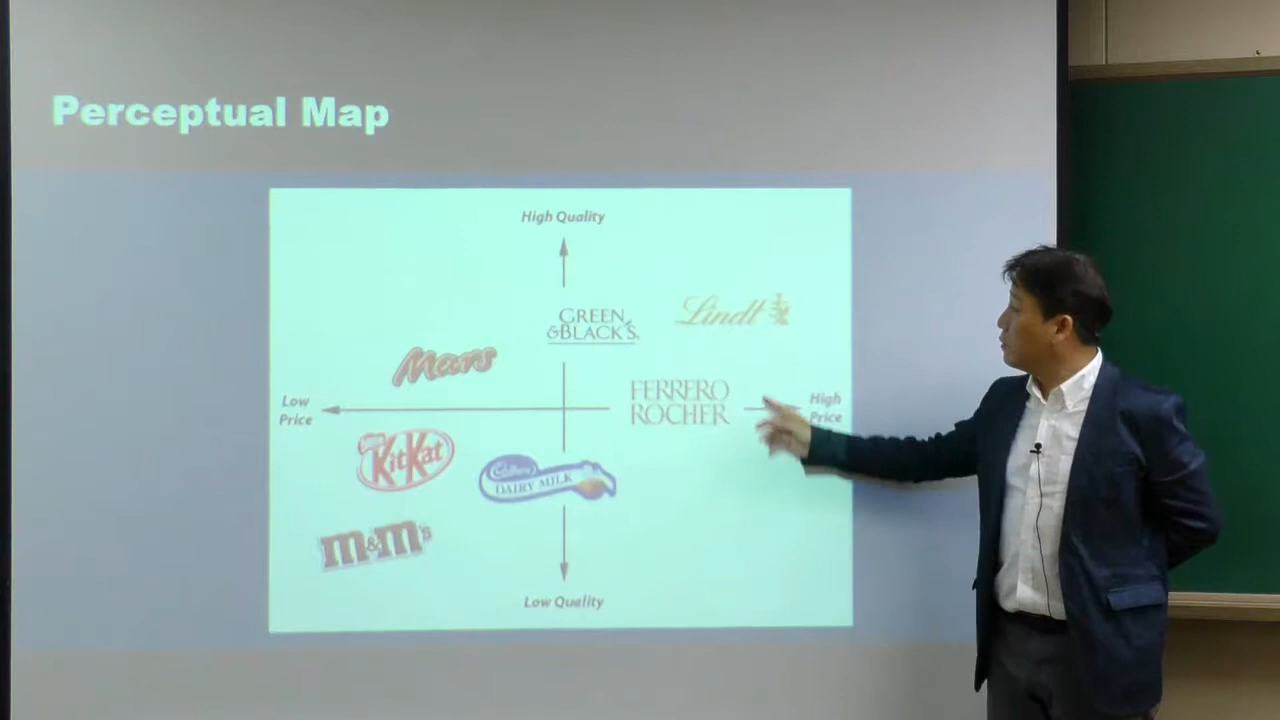 Perceptual Map
High Quality
GREEN
&BLACK'S.
Lindt
Mars
FERRERO
ROCHER
Low
Price
High
Price
KitKat
Cadbury
DAIRY MILK
m&m's
Low Quality